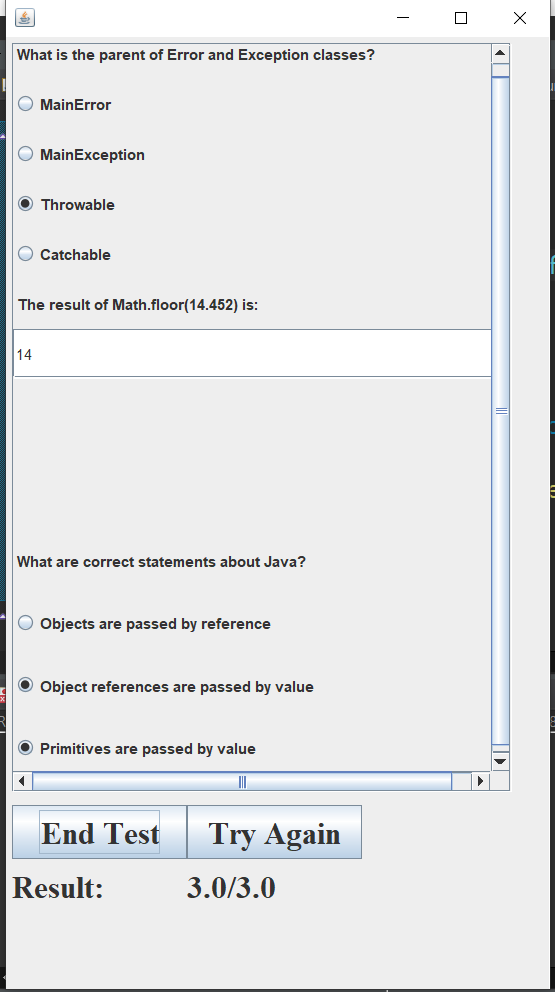 What is the parent of Error and Exception classes?
MainError
MainException
Throwable
Catchable
The result of Math.floor(14.452) is:
14
What are correct statements about Java?
Objects are passed by reference
Object references are passed by value
Primitives are passed by value
End Test Try Again
Result: 3.0/3.0